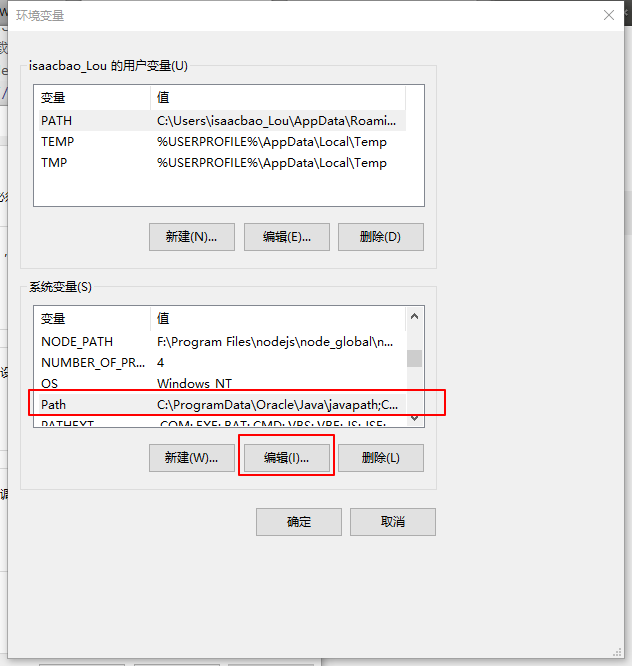 环境变量
isaacbao_Lou 的用户变量(U)
变量 值
PATH C:\Users\isaacbao_Lou\AppData\Roami...
TEMP %USERPROFILE%\AppData\Local\Temp
TMP %USERPROFILE%\AppData\Local\Temp
新建(N)... 编辑(E)... 删除(D)
系统变量(S)
变量 值
NODE_PATH F:\Program Files\nodejs\node_global\n...
NUMBER_OF_PR... 4
OS Windows_NT
Path C:\ProgramData\Oracle\Java\javapath;C...
PATHEXT .COM;.EXE;.BAT;.CMD;.VBS;.VBE;.JS;.JSE;...
新建(W)... 编辑(I)... 删除(L)
确定 取消